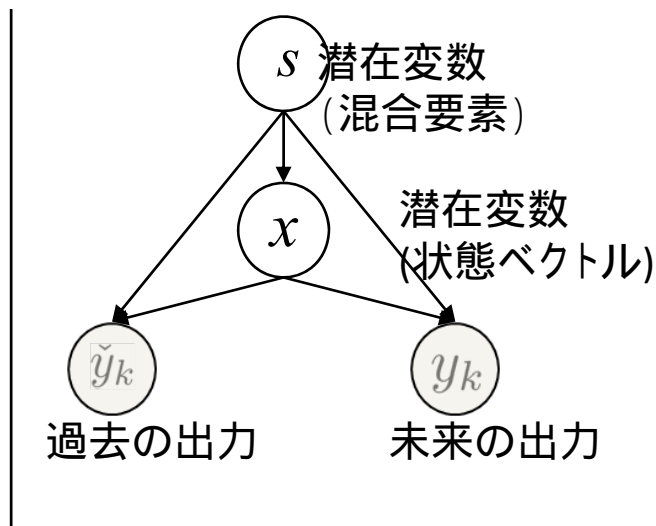 s 潜在変数
(混合要素)
x
潜在変数
(状態ベクトル)
y̌k
yk
過去の出力
未来の出力